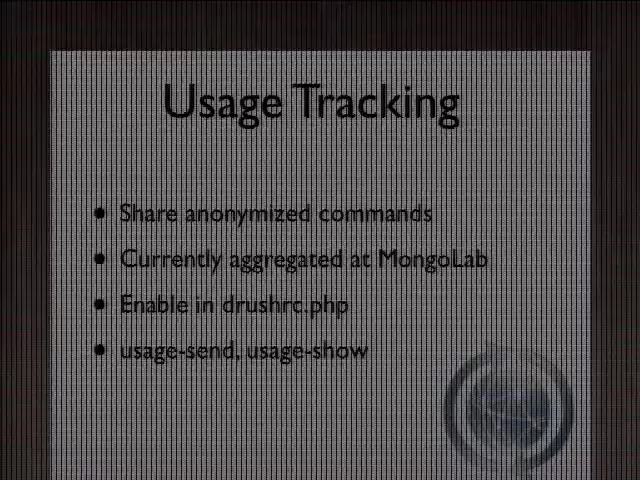 Usage Tracking
• Share anonymized commands
• Currently aggregated at MongoLab
• Enable in drushrc.php
• usage-send, usage-show